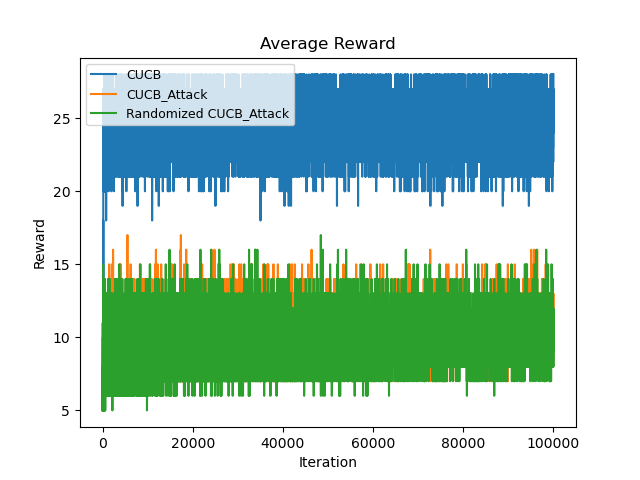 Average Reward
CUCB
CUCB_Attack
Randomized CUCB_Attack
25
20
15
10
5
Reward
0
20000
40000
60000
80000
100000
Iteration